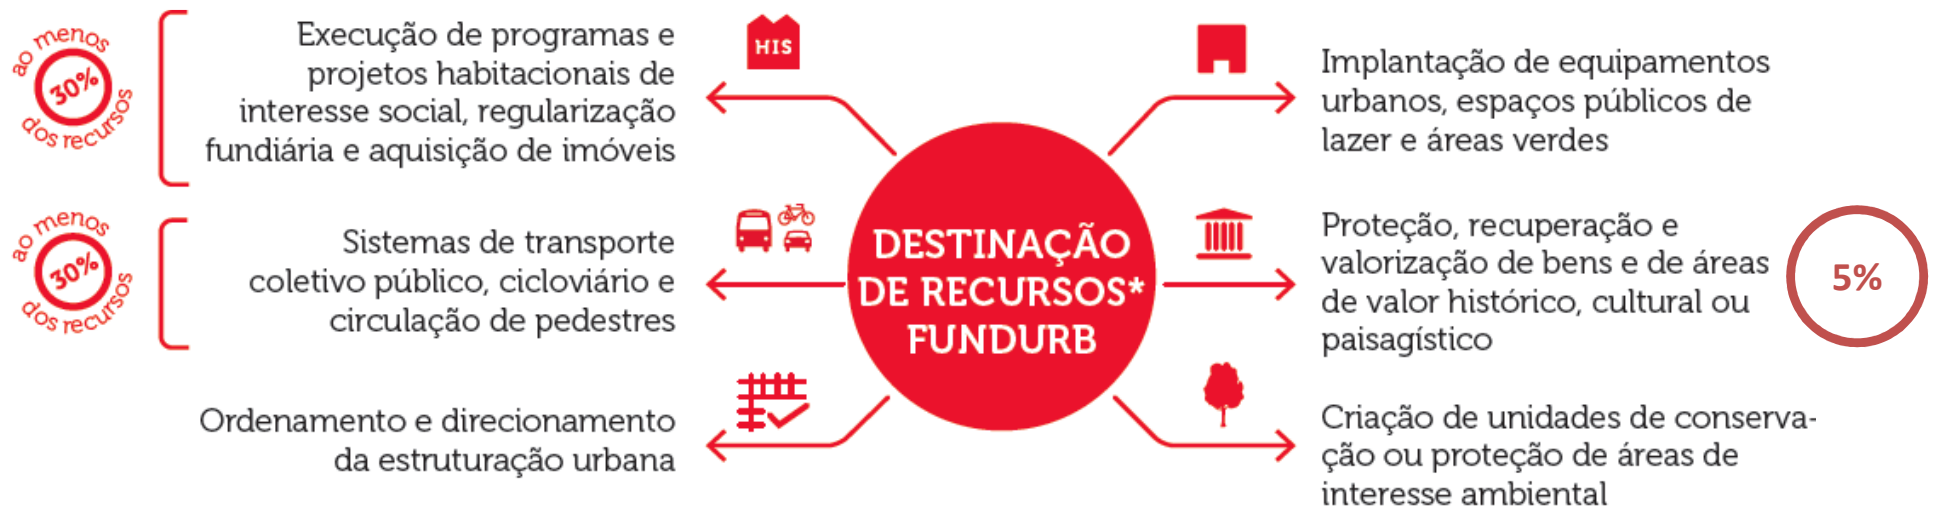 ao menos
30%
dos recursos
Execução de programas e
projetos habitacionais de
interesse social, regularização
fundiária e aquisição de imóveis
HIS
ao menos
30%
dos recursos
Sistemas de transporte
coletivo público, cicloviário e
circulação de pedestres
Ordenamento e direcionamento
da estruturação urbana
DESTINAÇÃO
DE RECURSOS*
FUNDURB
Implantação de equipamentos
urbanos, espaços públicos de
lazer e áreas verdes
Proteção, recuperação e
valorização de bens e de áreas
de valor histórico, cultural ou
paisagístico
5%
Criação de unidades de conserva-
ção ou proteção de áreas de
interesse ambiental